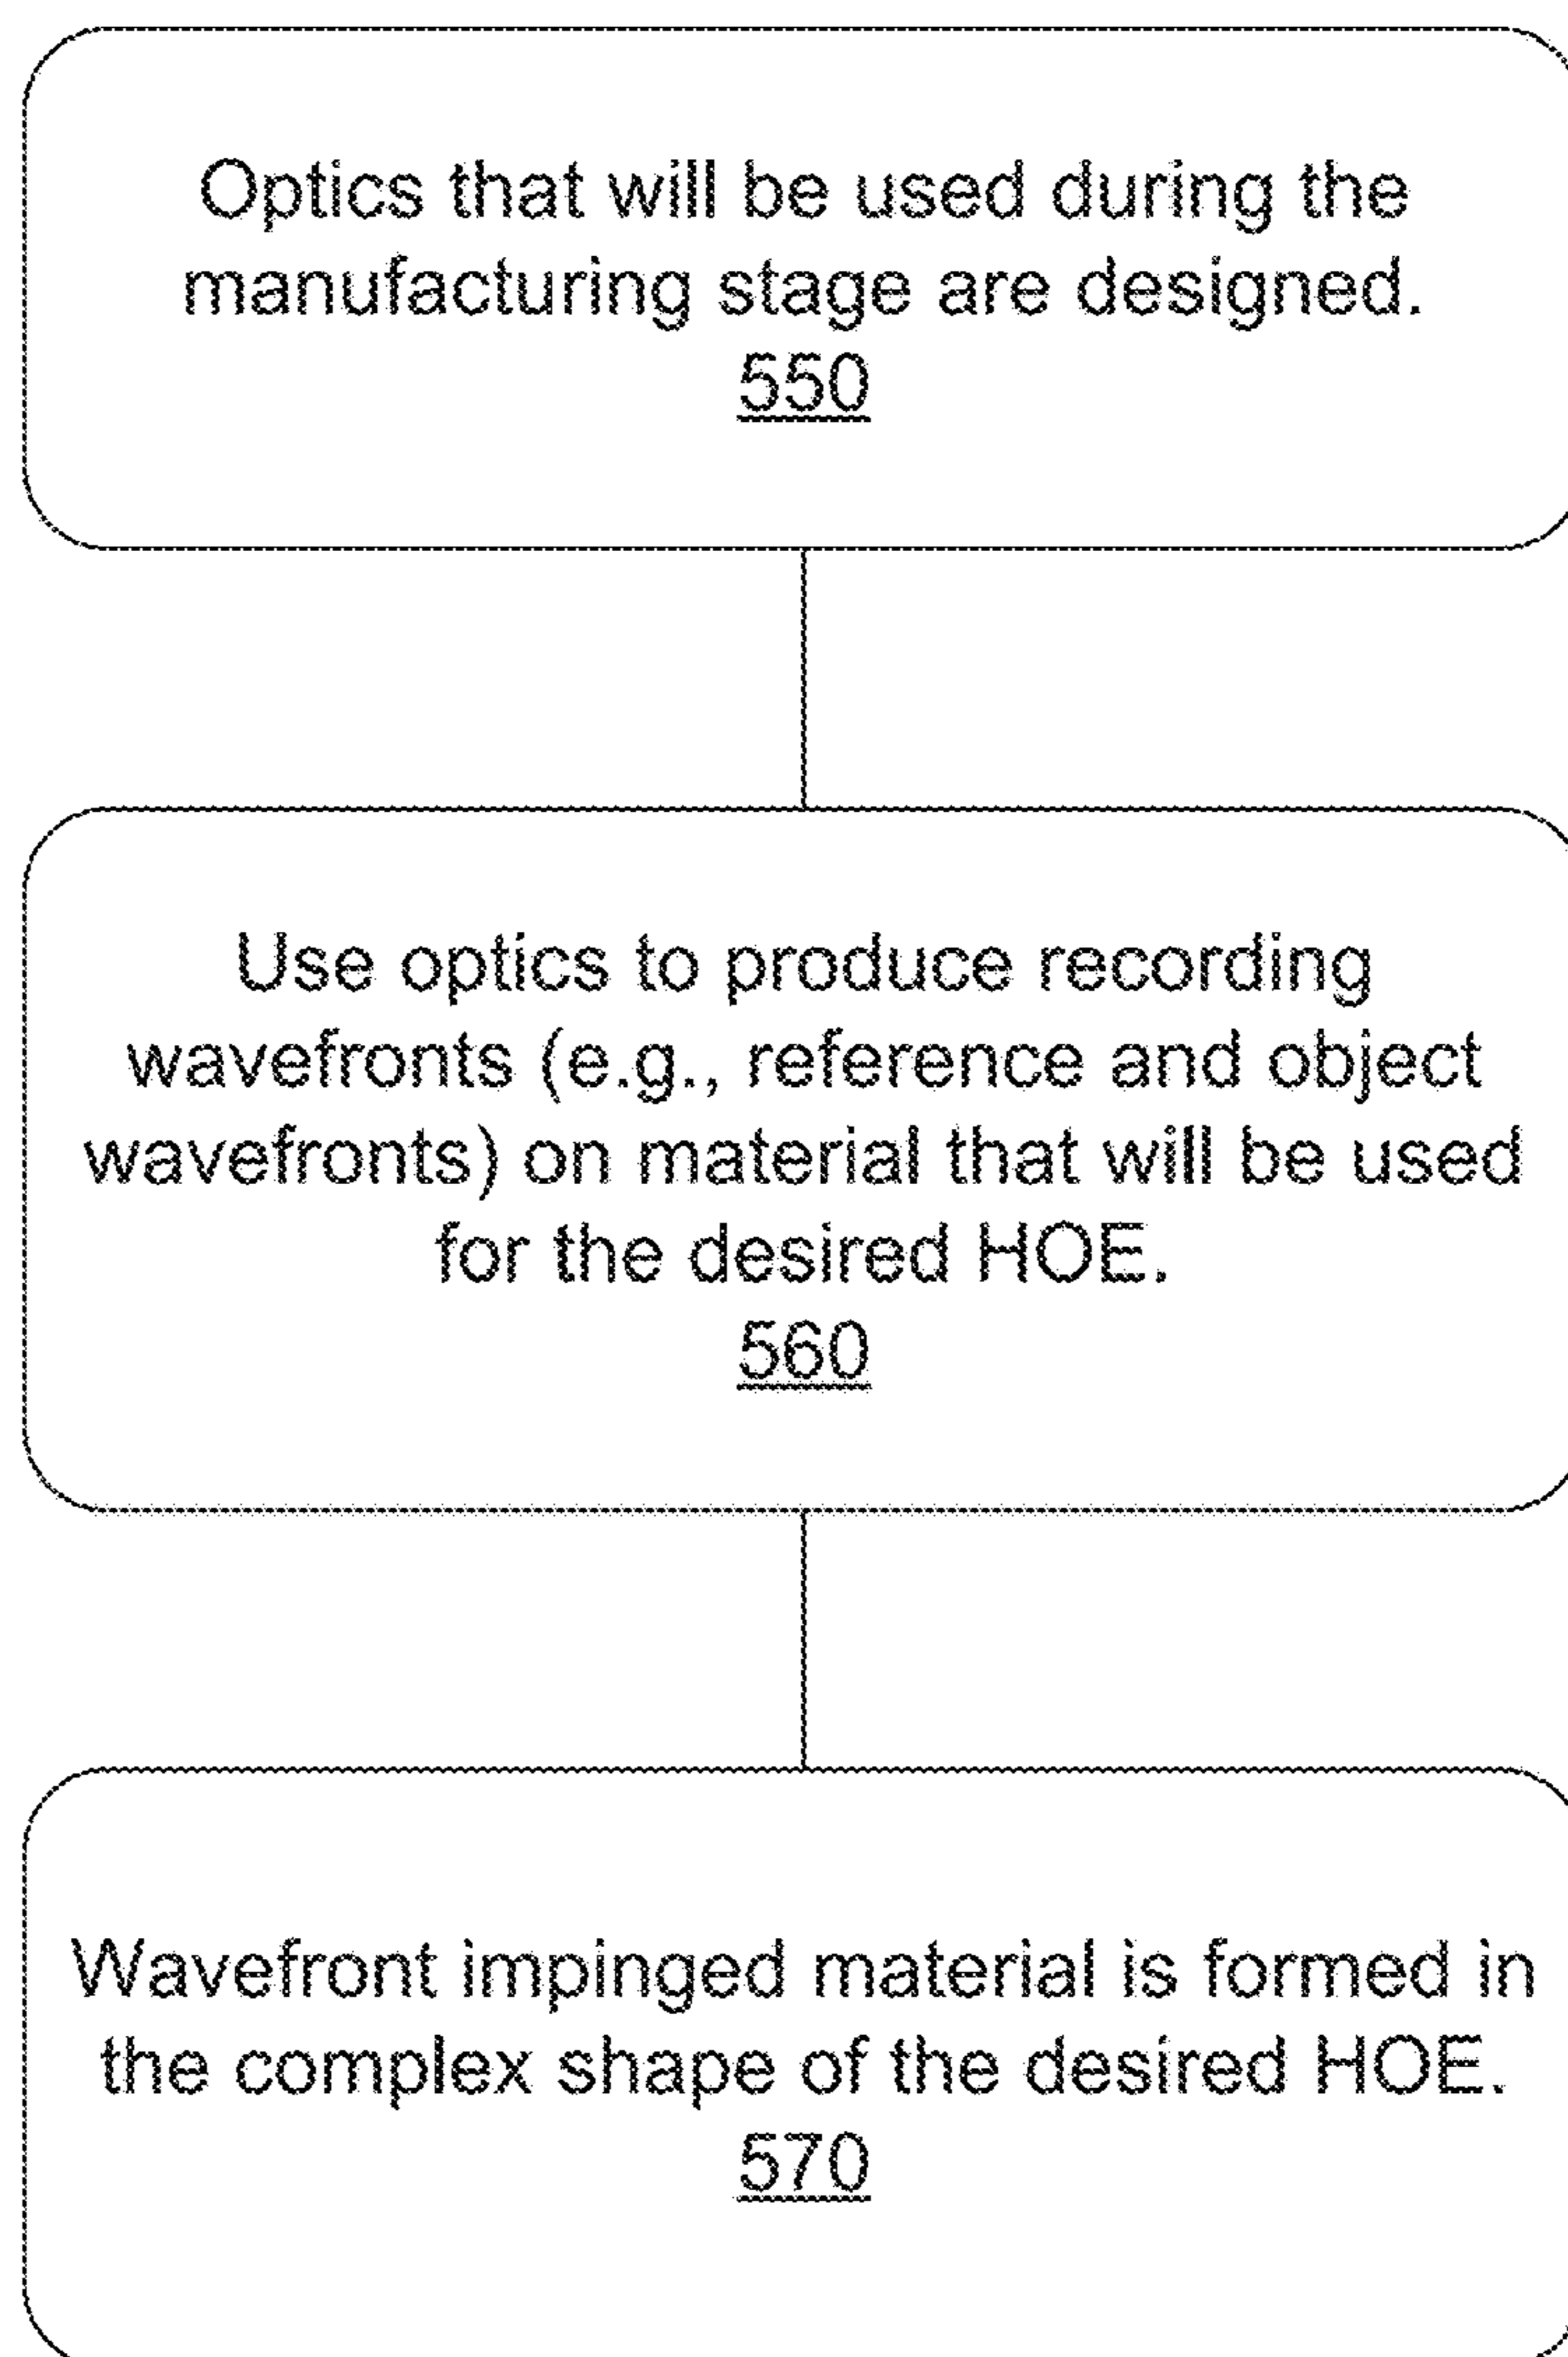 Optics that will be used during the
manufacturing stage are designed.
550
Use optics to produce recording
wavefronts (e.g., reference and object
wavefronts) on material that will be used
for the desired HOE.
560
Wavefront impinged material is formed in
the complex shape of the desired HOE.
570